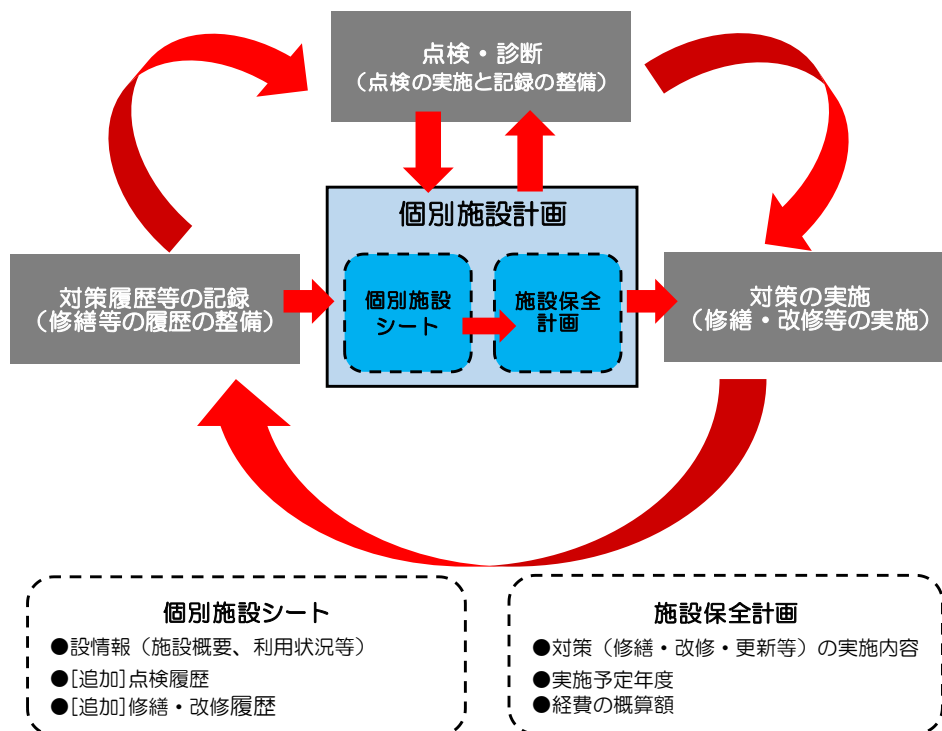 点検・診断
（点検の実施と記録の整備）
個別施設計画
対策履歴等の記録
（修繕等の履歴の整備）
個別施設
シート
施設保全
計画
対策の実施
（修繕・改修等の実施）
個別施設シート
●設情報（施設概要、利用状況等）
●[追加]点検履歴
●[追加]修繕・改修履歴
施設保全計画
●対策（修繕・改修・更新等）の実施内容
●実施予定年度
●経費の概算額